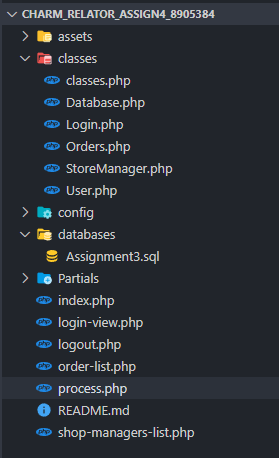 CHARM_RELATOR_ASSIGN4_8905384
assets
classes
classes.php
Database.php
Login.php
Orders.php
StoreManager.php
User.php
config
databases
Assignment3.sql
Partials
index.php
login-view.php
logout.php
order-list.php
process.php
README.md
shop-managers-list.php